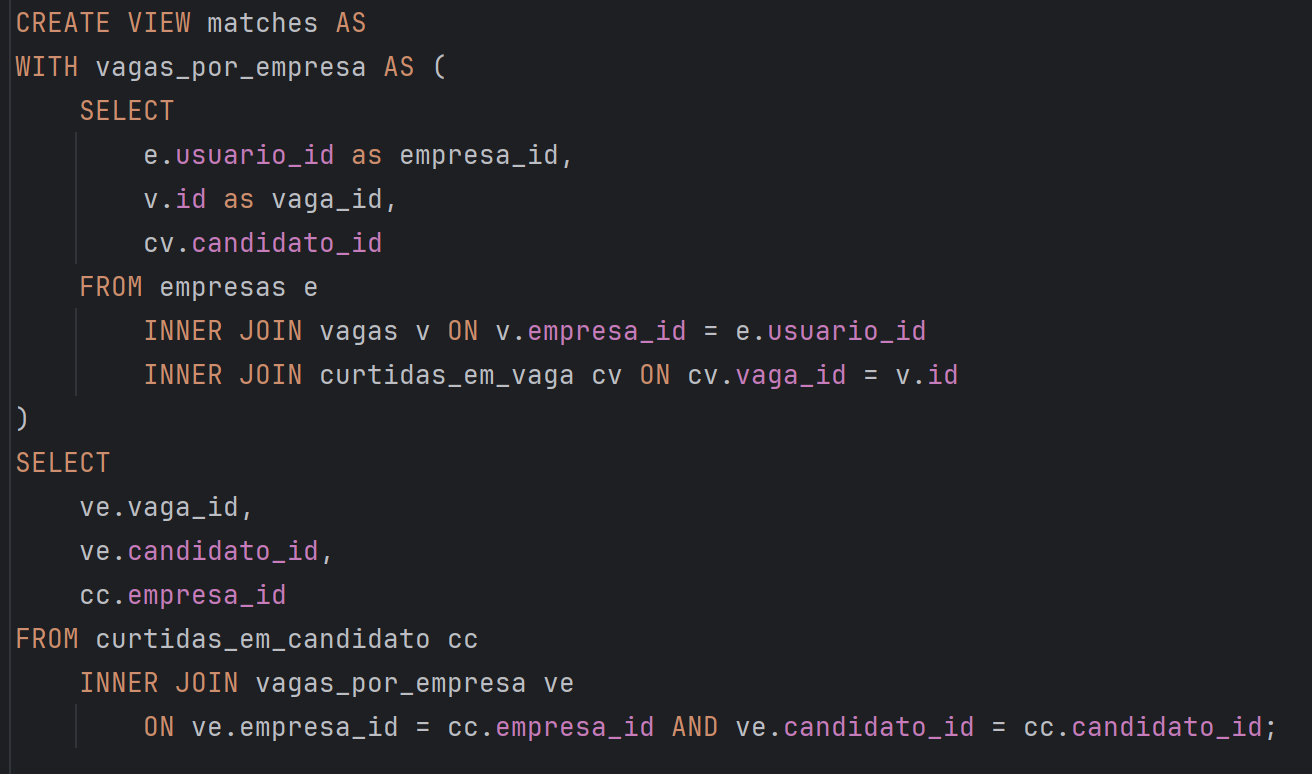 CREATE VIEW matches AS
WITH vagas_por_empresa AS (
    SELECT
        e.usuario_id as empresa_id,
        v.id as vaga_id,
        cv.candidato_id
    FROM empresas e
        INNER JOIN vagas v ON v.empresa_id = e.usuario_id
        INNER JOIN curtidas_em_vaga cv ON cv.vaga_id = v.id
)
SELECT
    ve.vaga_id,
    ve.candidato_id,
    cc.empresa_id
FROM curtidas_em_candidato cc
    INNER JOIN vagas_por_empresa ve
        ON ve.empresa_id = cc.empresa_id AND ve.candidato_id = cc.candidato_id;